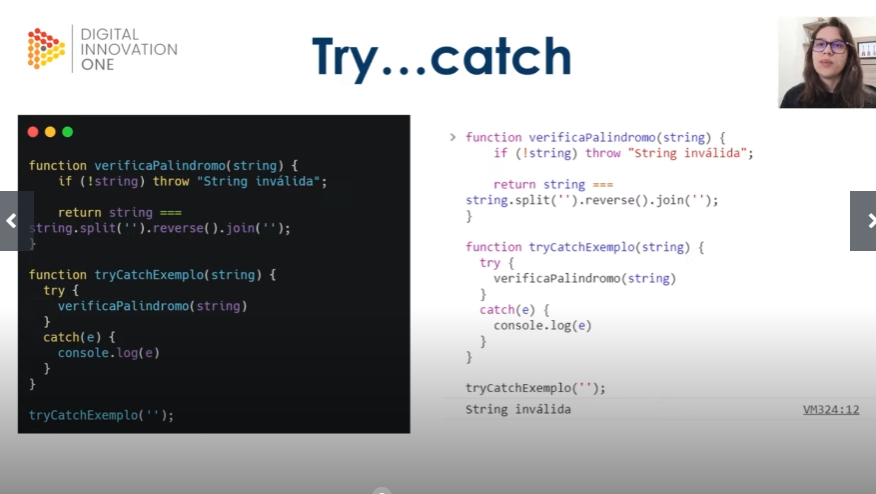 DIGITAL
INNOVATION
ONE
Try...catch
function verificaPalindromo(string) {
    if (!string) throw "String inválida";

    return string ===
string.split('').reverse().join('');
}

function tryCatchExemplo(string) {
  try {
    verificaPalindromo(string)
  }
  catch(e) {
    console.log(e)
  }
}

tryCatchExemplo('');
> function verificaPalindromo(string) {
    if (!string) throw "String inválida";

    return string ===
string.split('').reverse().join('');
}

function tryCatchExemplo(string) {
  try {
    verificaPalindromo(string)
  }
  catch(e) {
    console.log(e)
  }
}

tryCatchExemplo('');
String inválida VM324:12